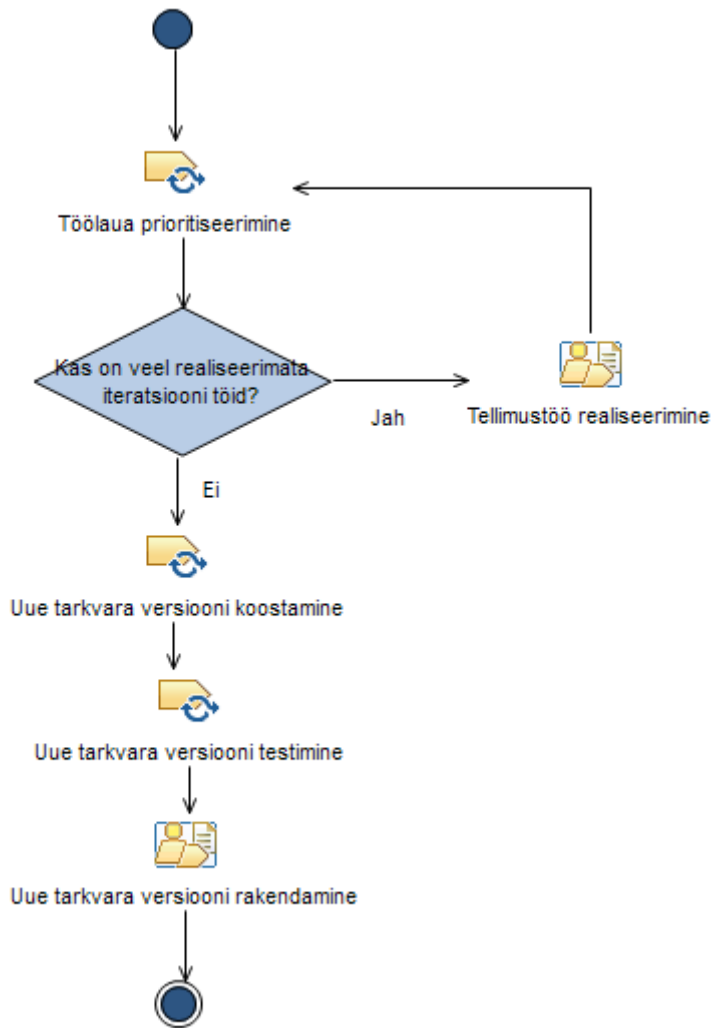 Töölaua prioritiseerimine
Kas on veel realiseerimata
iteratsiooni töid?
Jah
Tellimustöö realiseerimine
Ei
Uue tarkvara versiooni koostamine
Uue tarkvara versiooni testimine
Uue tarkvara versiooni rakendamine